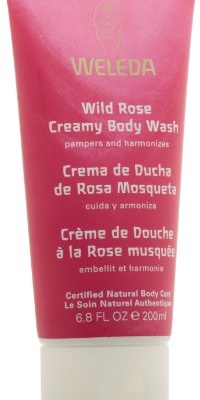 WELEDA
Wild Rose
Creamy Body Wash
pampers and harmonizes
Crema de Ducha
de Rosa Mosqueta
cuida y armoniza
Crème de Douche
à la Rose musquée
embellit et harmonie
Certified Natural Body Care
Le Soin Naturel Authentique
6.8 FL OZ ℮ 200ml